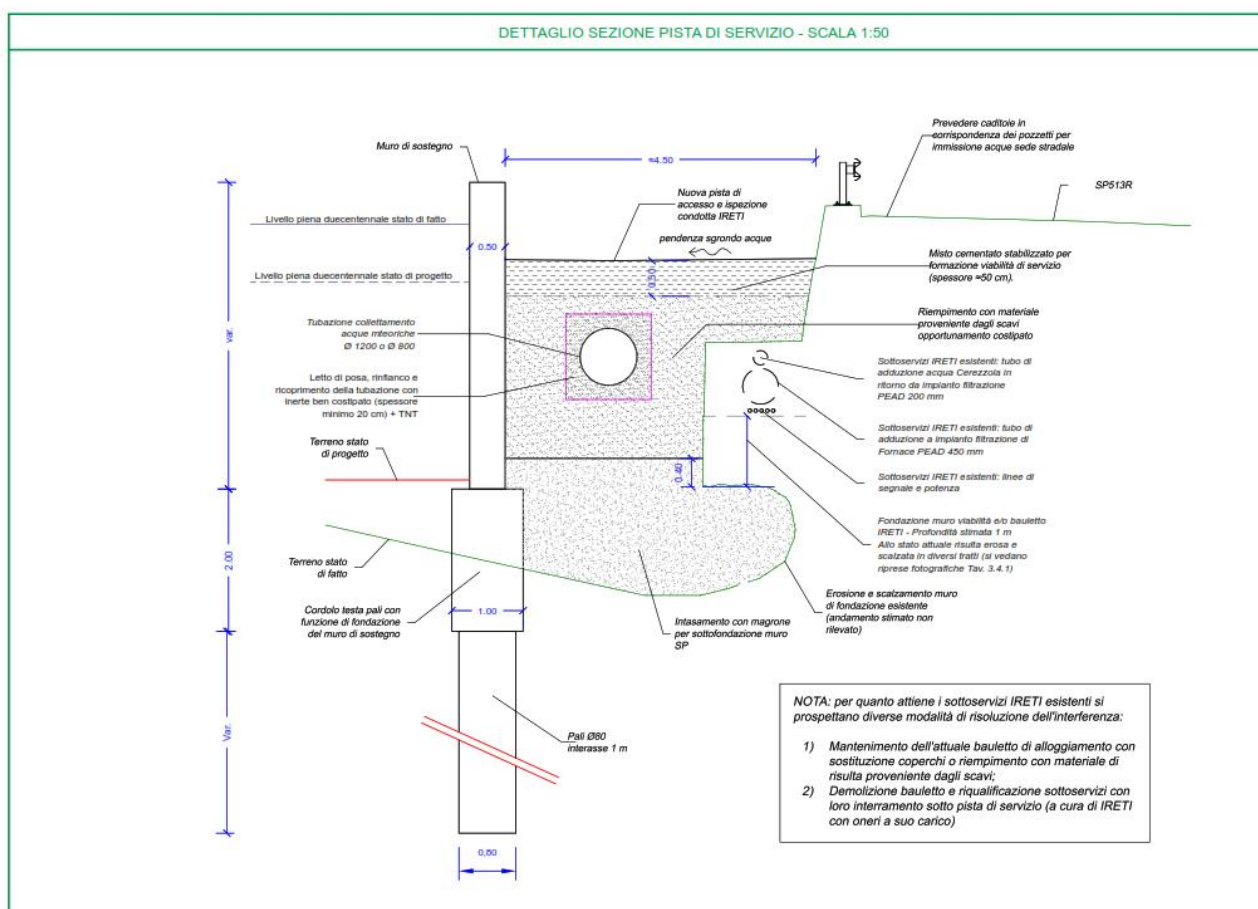 DETTAGLIO SEZIONE PISTA DI SERVIZIO - SCALA 1:50
Muro di sostegno
≈4.50
Prevedere caditoie in
corrispondenza dei pozzetti per
immissione acque sede stradale
SP513R
Nuova pista di
accesso e ispezione
condotta IRETI
Livello piena duecentennale stato di fatto
0.50
pendenza sgrondo acque
Misto cementato stabilizzato per
formazione viabilità di servizio
(spessore ≈50 cm).
Livello piena duecentennale stato di progetto
0.50
var.
Tubazione collettamento
acque mteoriche
Ø 1200 o Ø 800
Riempimento con materiale
proveniente dagli scavi
opportunamento costipato
Letto di posa, rinfianco e
ricoprimento della tubazione con
inerte ben costipato (spessore
minimo 20 cm) + TNT
Sottoservizi IRETI esistenti: tubo di
adduzione acqua Cerezzola in
ritorno da impianto filtrazione
PEAD 200 mm
Sottoservizi IRETI esistenti: tubo di
adduzione a impianto filtrazione di
Fornace PEAD 450 mm
Terreno stato
di progetto
0.40
Sottoservizi IRETI esistenti: linee di
segnale e potenza
Fondazione muro viabilità e/o bauletto
IRETI - Profondità stimata 1 m
Allo stato attuale risulta erosa e
scalzata in diversi tratti (si vedano
riprese fotografiche Tav. 3.4.1)
2.00
Terreno stato
di fatto
Erosione e scalzamento muro
di fondazione esistente
(andamento stimato non
rilevato)
Cordolo testa pali con
funzione di fondazione
del muro di sostegno
1.00
Intasamento con magrone
per sottofondazione muro
SP
Var.
Pali Ø80
interasse 1 m
0,80
NOTA: per quanto attiene i sottoservizi IRETI esistenti si
prospettano diverse modalità di risoluzione dell'interferenza:
1) Mantenimento dell'attuale bauletto di alloggiamento con
sostituzione coperchi o riempimento con materiale di
risulta proveniente dagli scavi;
2) Demolizione bauletto e riqualificazione sottoservizi con
loro interramento sotto pista di servizio (a cura di IRETI
con oneri a suo carico)